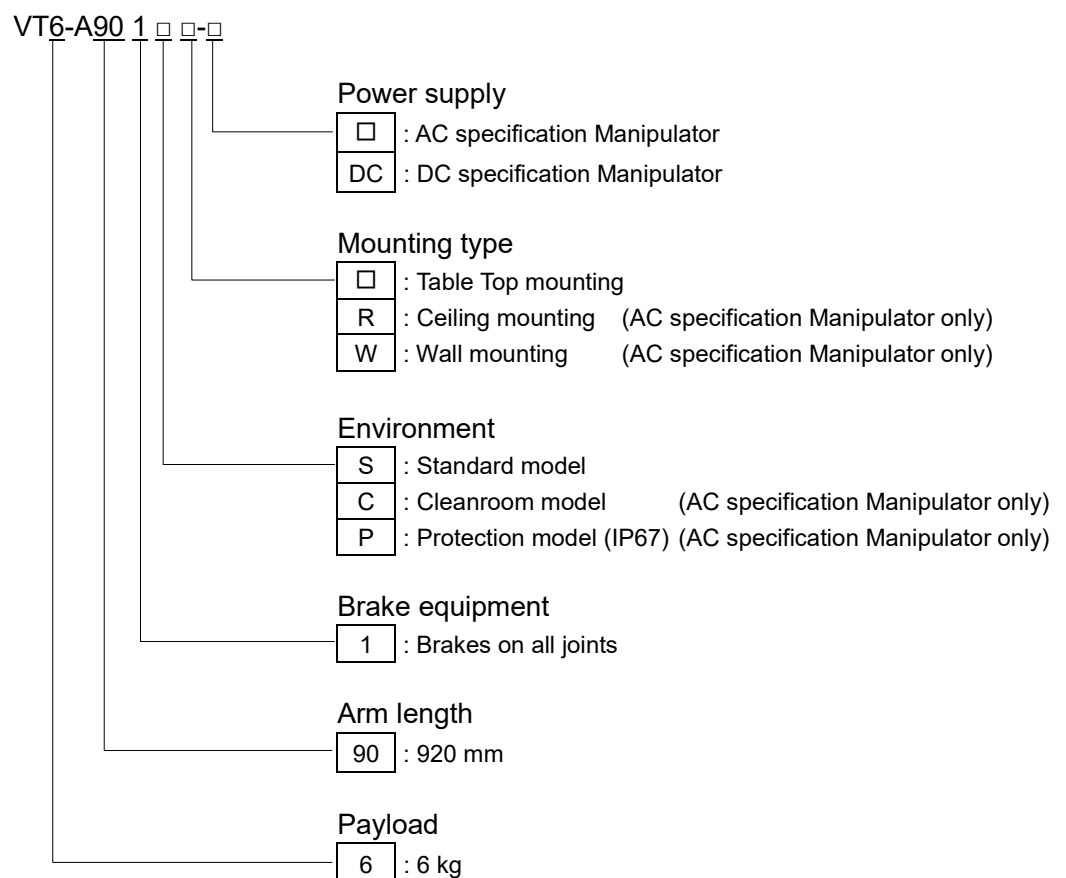 VT6-A90 1 □ □-□
Power supply
□ : AC specification Manipulator
DC : DC specification Manipulator
Mounting type
□ : Table Top mounting
R : Ceiling mounting (AC specification Manipulator only)
W : Wall mounting (AC specification Manipulator only)
Environment
S : Standard model
C : Cleanroom model (AC specification Manipulator only)
P : Protection model (IP67) (AC specification Manipulator only)
Brake equipment
1 : Brakes on all joints
Arm length
90 : 920 mm
Payload
6 : 6 kg